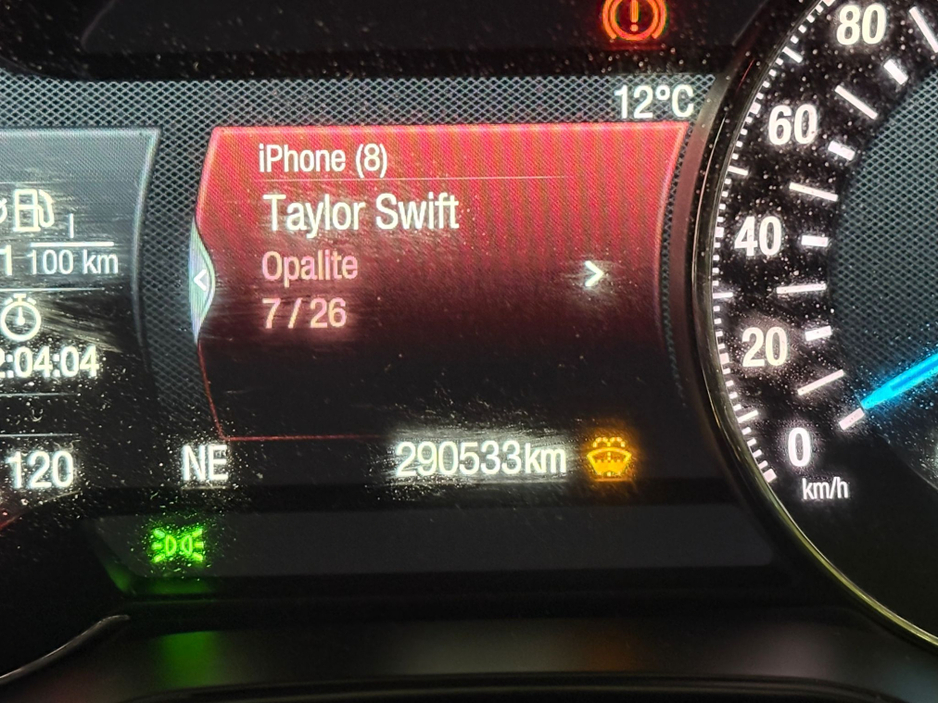 80
12°C
60
iPhone (8)
Taylor Swift
40
100 km
Opalite
7 / 26
20
:04:04
120
NE
290533km
0
km/h